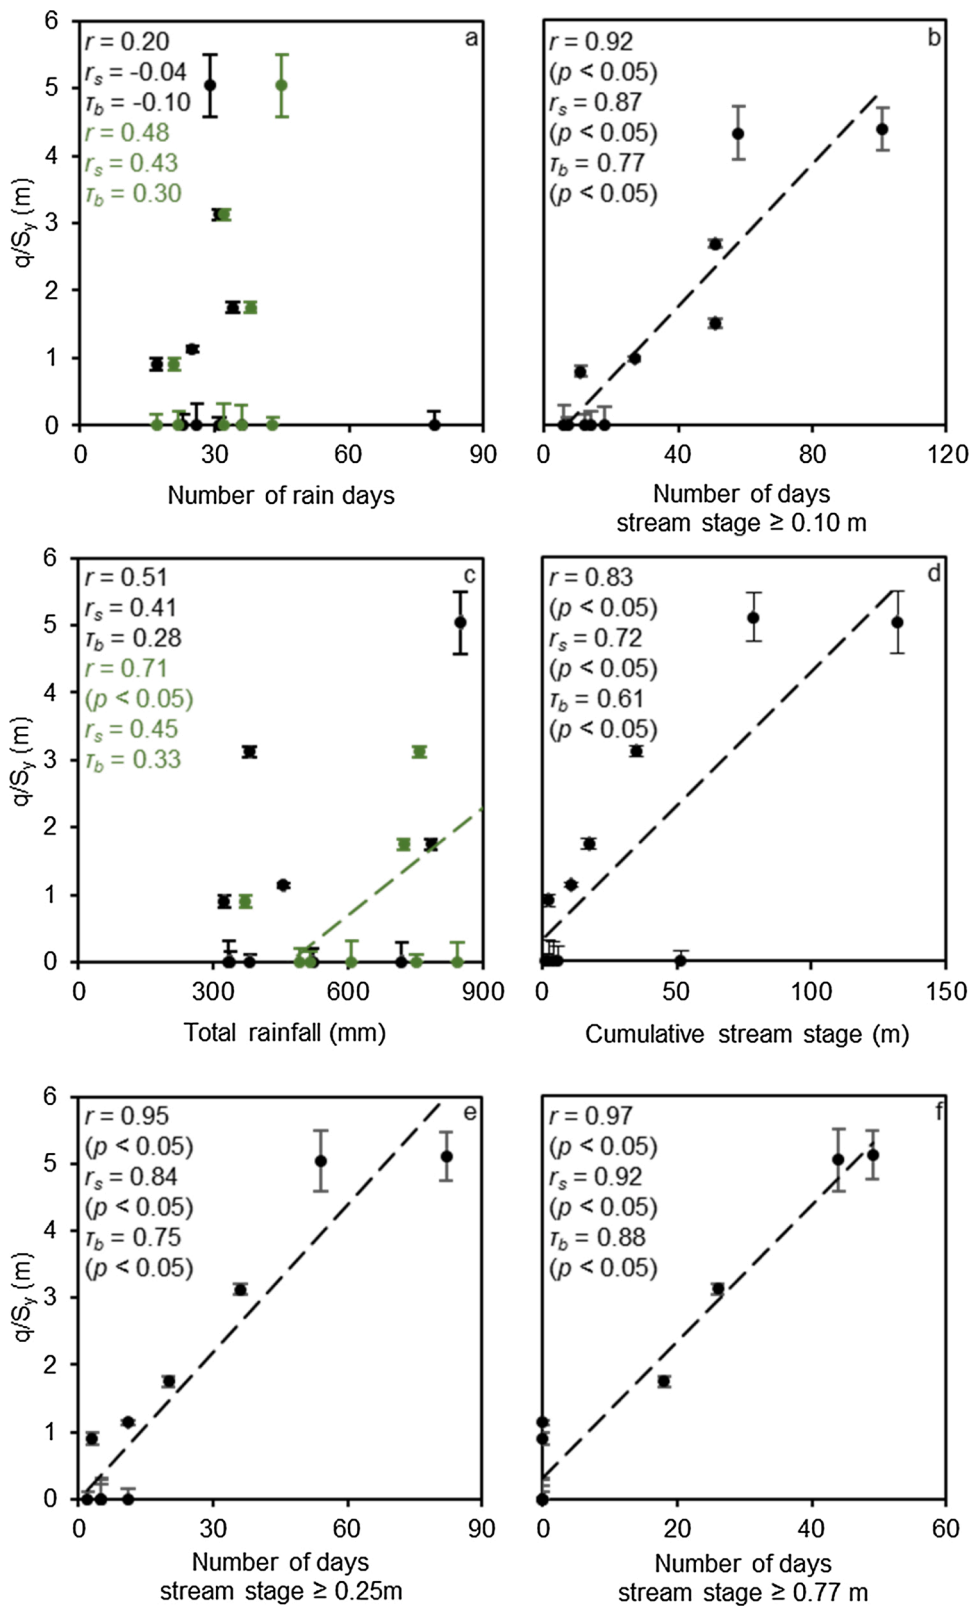 6
5
4
3
2
1
0
q/Sy (m)
r = 0.20
rs = -0.04
τb = -0.10
r = 0.48
rs = 0.43
τb = 0.30
a
0 30 60 90
Number of rain days
r = 0.92
(p < 0.05)
rs = 0.87
(p < 0.05)
τb = 0.77
(p < 0.05)
b
0 40 80 120
Number of days
stream stage ≥ 0.10 m
6
5
4
3
2
1
0
q/Sy (m)
r = 0.51
rs = 0.41
τb = 0.28
r = 0.71
(p < 0.05)
rs = 0.45
τb = 0.33
c
0 300 600 900
Total rainfall (mm)
r = 0.83
(p < 0.05)
rs = 0.72
(p < 0.05)
τb = 0.61
(p < 0.05)
d
0 50 100 150
Cumulative stream stage (m)
6
5
4
3
2
1
0
q/Sy (m)
r = 0.95
(p < 0.05)
rs = 0.84
(p < 0.05)
τb = 0.75
(p < 0.05)
e
0 30 60 90
Number of days
stream stage ≥ 0.25m
r = 0.97
(p < 0.05)
rs = 0.92
(p < 0.05)
τb = 0.88
(p < 0.05)
f
0 20 40 60
Number of days
stream stage ≥ 0.77 m